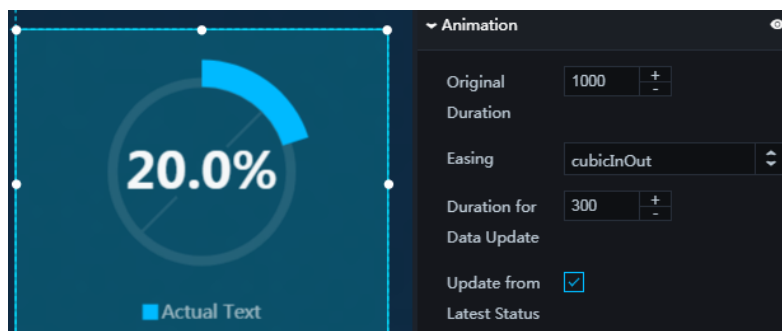 20.0%
Actual Text
Animation
Original
Duration
1000
+
-
Easing
cubicInOut
Duration for
Data Update
300
+
-
Update from
Latest Status